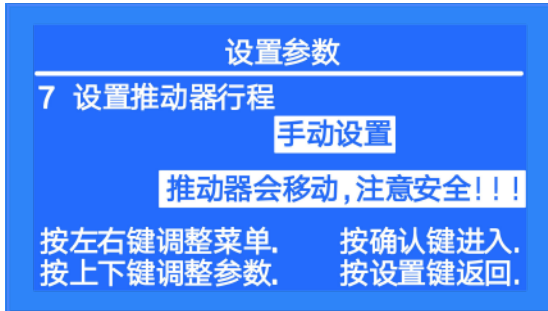 设置参数
7 设置推动器行程
手动设置
推动器会移动,注意安全!!!
按左右键调整菜单. 按确认键进入.
按上下键调整参数. 按设置键返回.